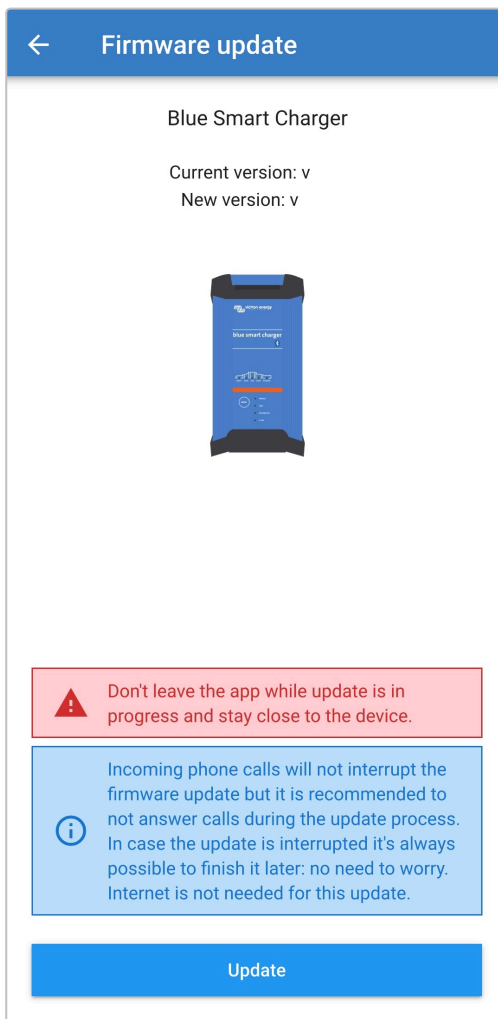 Firmware update
Blue Smart Charger
Current version: v
New version: v
victron energy
blue smart charger
Don't leave the app while update is in
progress and stay close to the device.
Incoming phone calls will not interrupt the
firmware update but it is recommended to
not answer calls during the update process.
In case the update is interrupted it's always
possible to finish it later: no need to worry.
Internet is not needed for this update.
Update